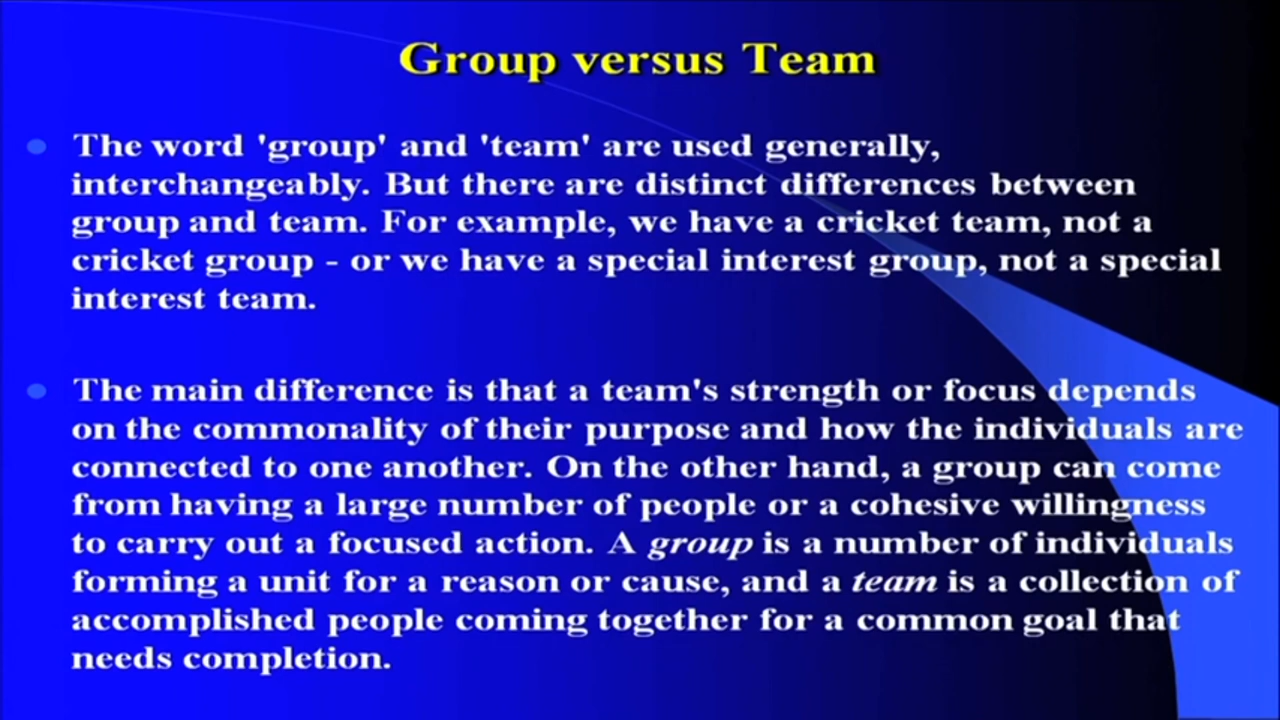 Group versus Team
The word 'group' and 'team' are used generally,
interchangeably. But there are distinct differences between
group and team. For example, we have a cricket team, not a
cricket group - or we have a special interest group, not a special
interest team.
The main difference is that a team's strength or focus depends
on the commonality of their purpose and how the individuals are
connected to one another. On the other hand, a group can come
from having a large number of people or a cohesive willingness
to carry out a focused action. A group is a number of individuals
forming a unit for a reason or cause, and a team is a collection of
accomplished people coming together for a common goal that
needs completion.